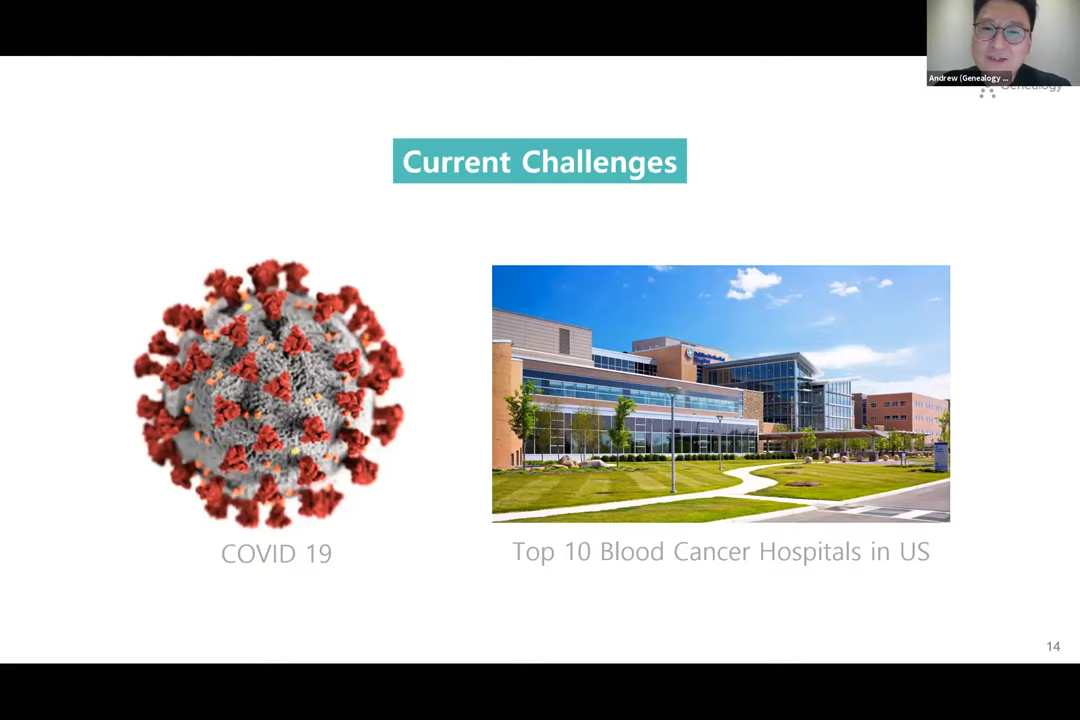 Andrew (Genealogy ...
Genealogy
Current Challenges
COVID 19
Top 10 Blood Cancer Hospitals in US
14